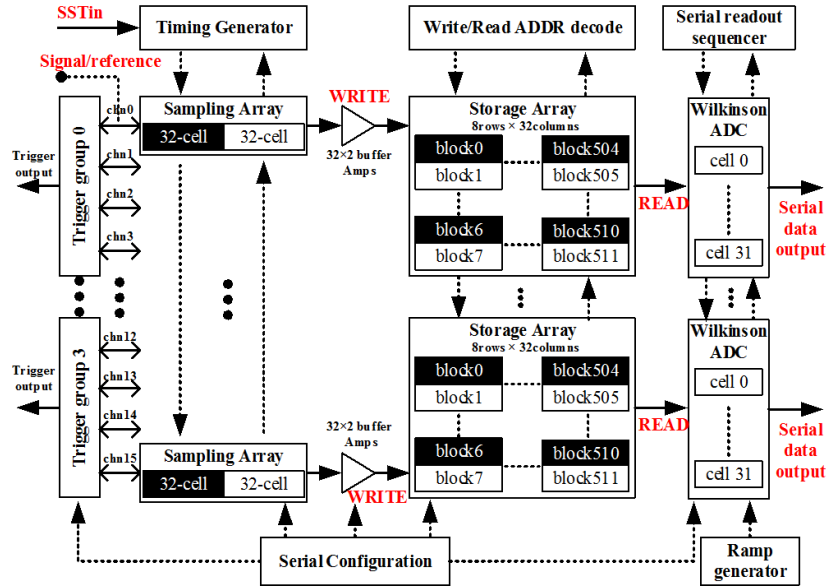 SSTin
Timing Generator
Write/Read ADDR decode
Serial readout
sequencer
Signal/reference
Trigger group 0
Trigger
output
chn0
chn1
chn2
chn3
Sampling Array
32-cell
32-cell
WRITE
32×2 buffer
Amps
Storage Array
8rows × 32columns
block0
block504
block1
block505
block6
block510
block7
block511
READ
Wilkinson
ADC
cell 0
cell 31
Serial
data
output
Trigger group 3
Trigger
output
chn12
chn13
chn14
chn15
Sampling Array
32-cell
32-cell
32×2 buffer
Amps
WRITE
Storage Array
8rows × 32columns
block0
block504
block1
block505
block6
block510
block7
block511
READ
Wilkinson
ADC
cell 0
cell 31
Serial
data
output
Serial Configuration
Ramp
generator